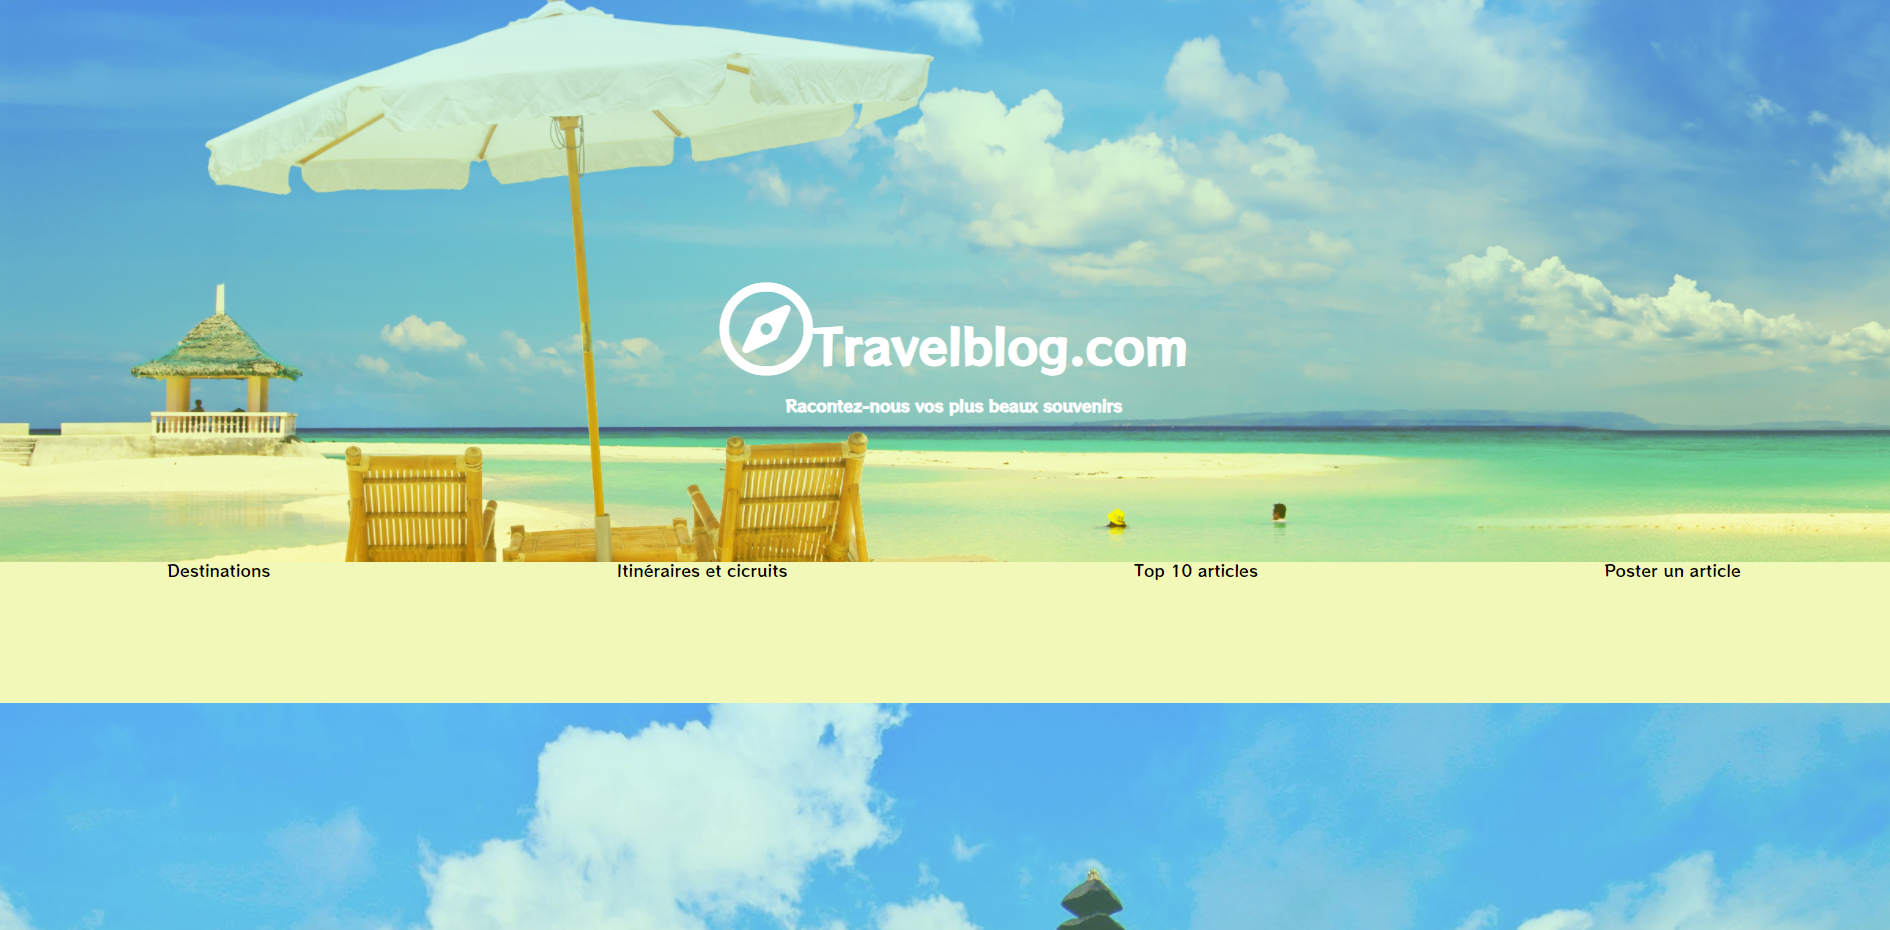 Travelblog.com
Racontez-nous vos plus beaux souvenirs
Destinations
Itinéraires et cicruits
Top 10 articles
Poster un article